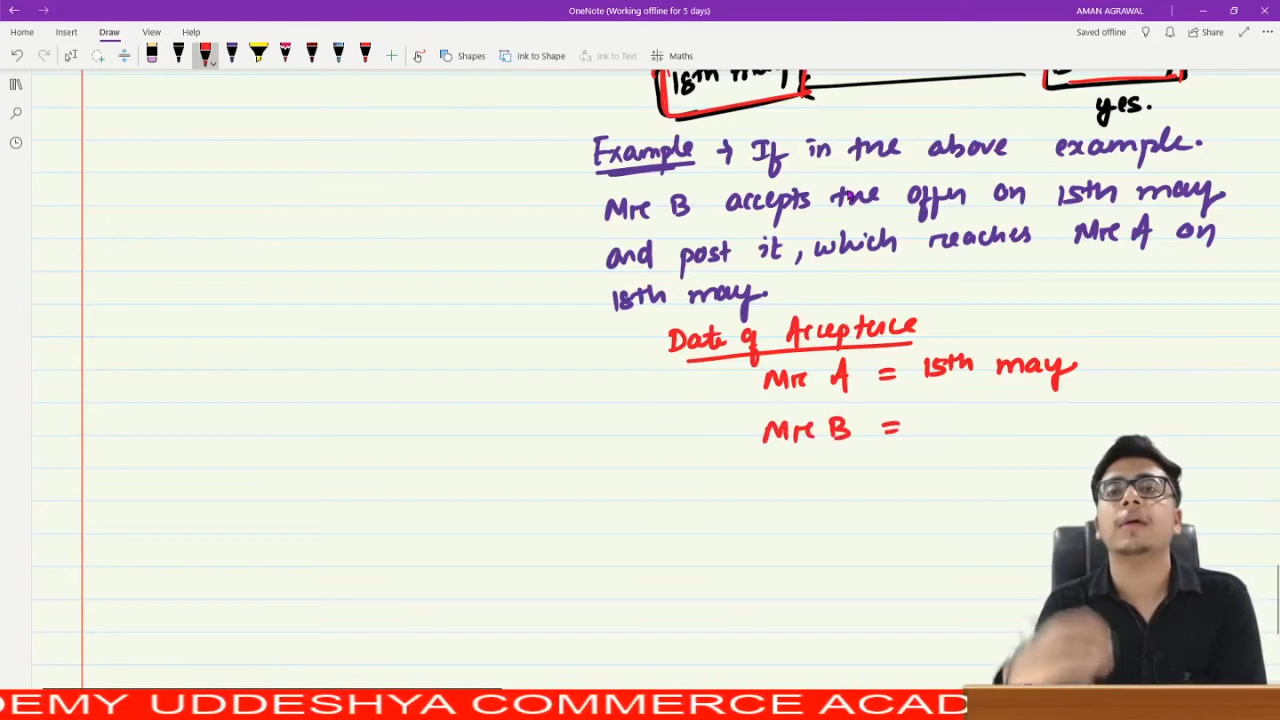 OneNote (Working offline for 5 days)
AMAN AGRAWAL
Home Insert Draw View Help
Saved offline
Share
Shapes
Ink to Shape
Ink to Text
Maths
18th may
yes.
Example → If in the above example.
Mr B accepts the offer on 15th may
and post it, which reaches Mr A on
18th may.
Date of Acceptence
Mr A = 15th may
Mr B =
DEMY UDDESHYA COMMERCE ACAD